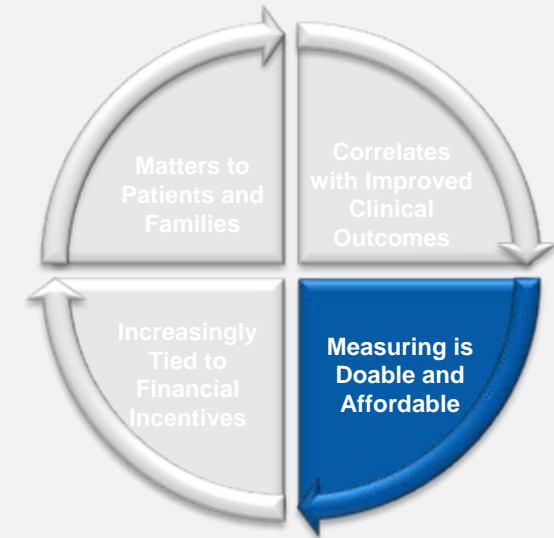 Matters to
Patients and
Families
Correlates
with Improved
Clinical
Outcomes
Increasingly
Tied to
Financial
Incentives
Measuring is
Doable and
Affordable